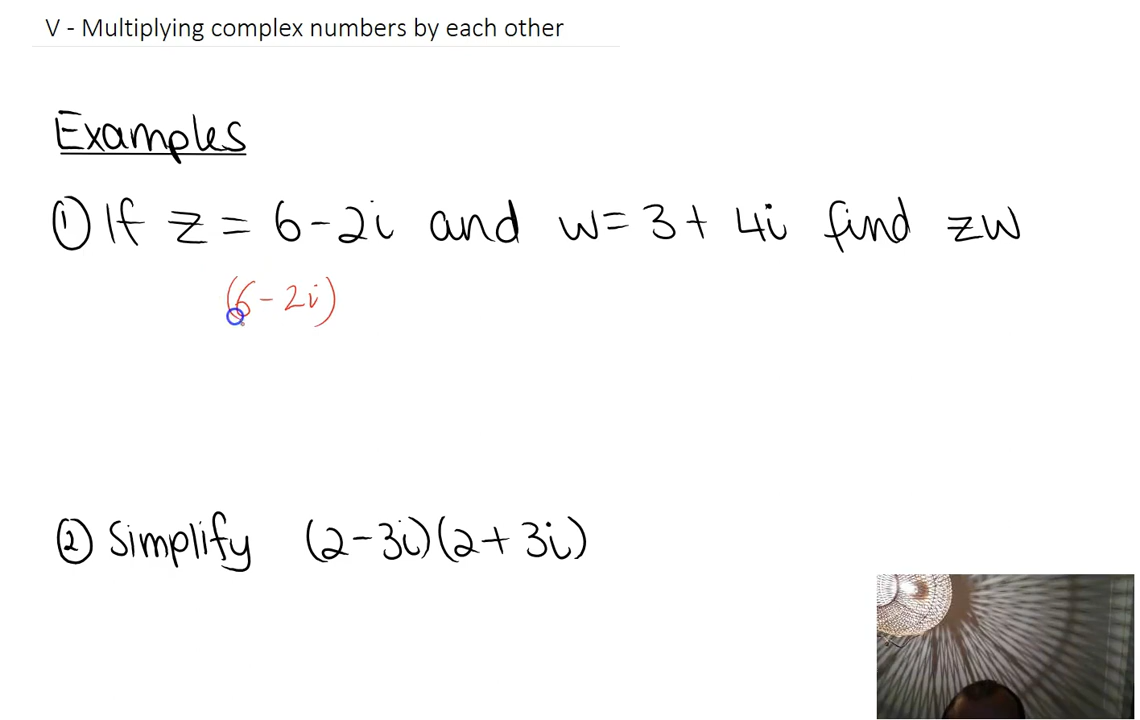 V - Multiplying complex numbers by each other
Examples
① If z = 6 - 2i and w = 3 + 4i find zw
(6 - 2i)
② Simplify (2 - 3i)(2 + 3i)